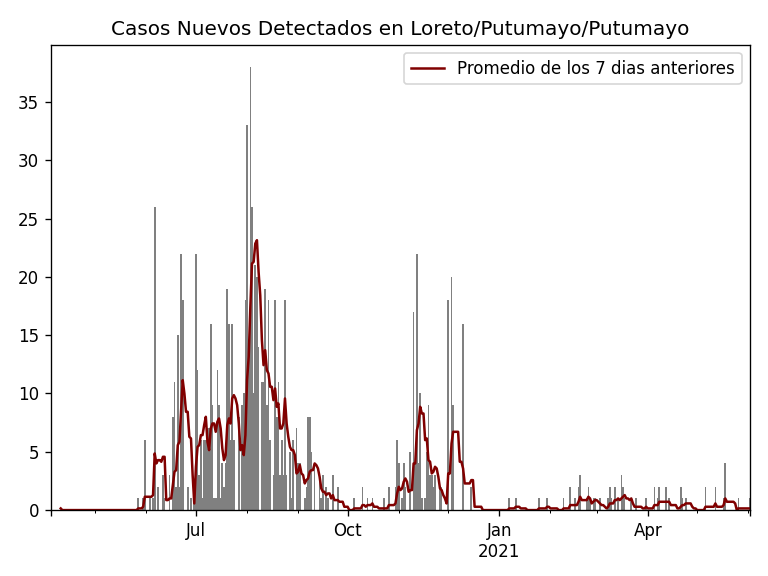 Casos Nuevos Detectados en Loreto/Putumayo/Putumayo
Promedio de los 7 dias anteriores
35
30
25
20
15
10
5
0
Jul
Oct
Jan
2021
Apr